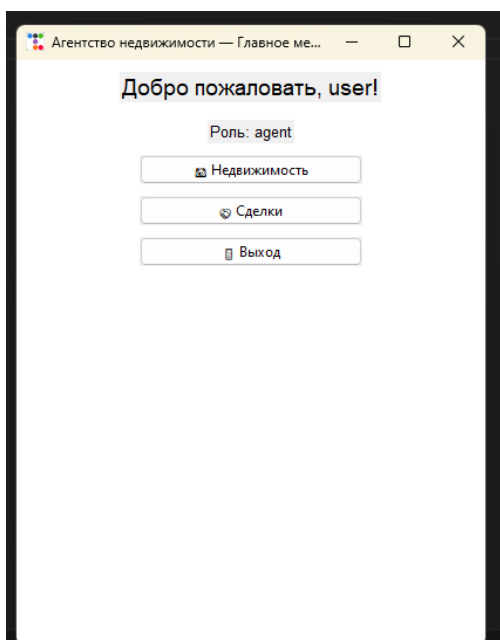 Агентство недвижимости — Главное ме...
Добро пожаловать, user!
Роль: agent
Недвижимость
Сделки
Выход